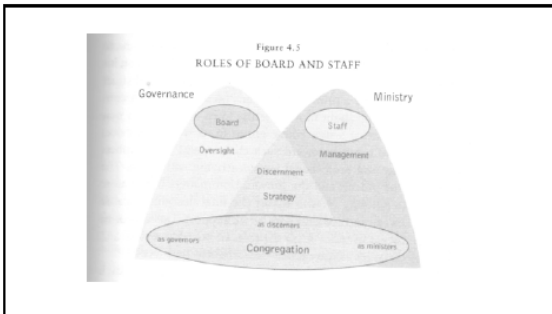 Figure 4.3
ROLES OF BOARD AND STAFF
Governance
Ministry
Board
Staff
Oversight
Management
Discernment
Strategy
as discerners
as governors
as ministers
Congregation